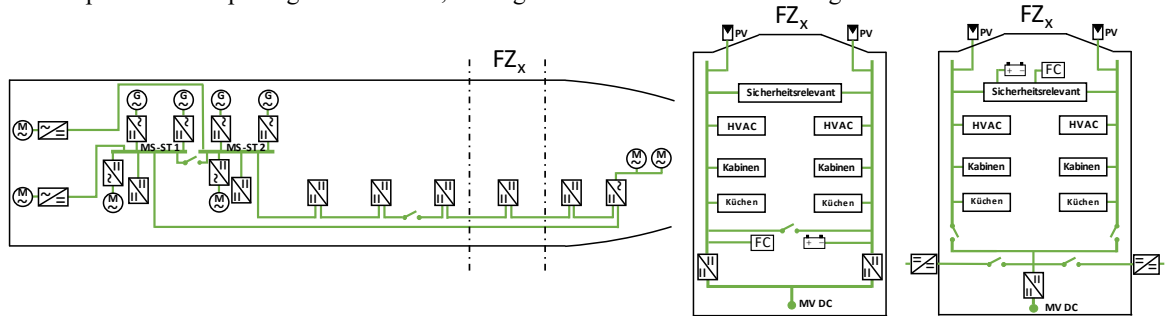 FZX
FZX
FZX
PV
PV
PV
PV
G
G
G
G
M
MS-ST 1
MS-ST 2
M
M
M
M
M
M
Sicherheitsrelevant
HVAC
HVAC
Kabinen
Kabinen
Küchen
Küchen
FC
MV DC
FC
Sicherheitsrelevant
HVAC
HVAC
Kabinen
Kabinen
Küchen
Küchen
MV DC